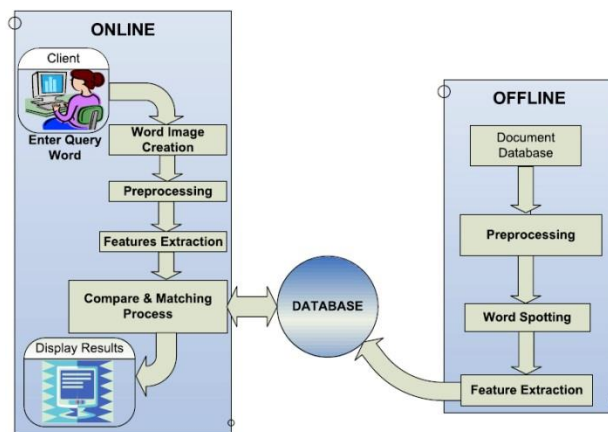 ONLINE
Client
Enter Query
Word
Word Image
Creation
Preprocessing
Features Extraction
Compare & Matching
Process
Display Results
DATABASE
OFFLINE
Document
Database
Preprocessing
Word Spotting
Feature Extraction